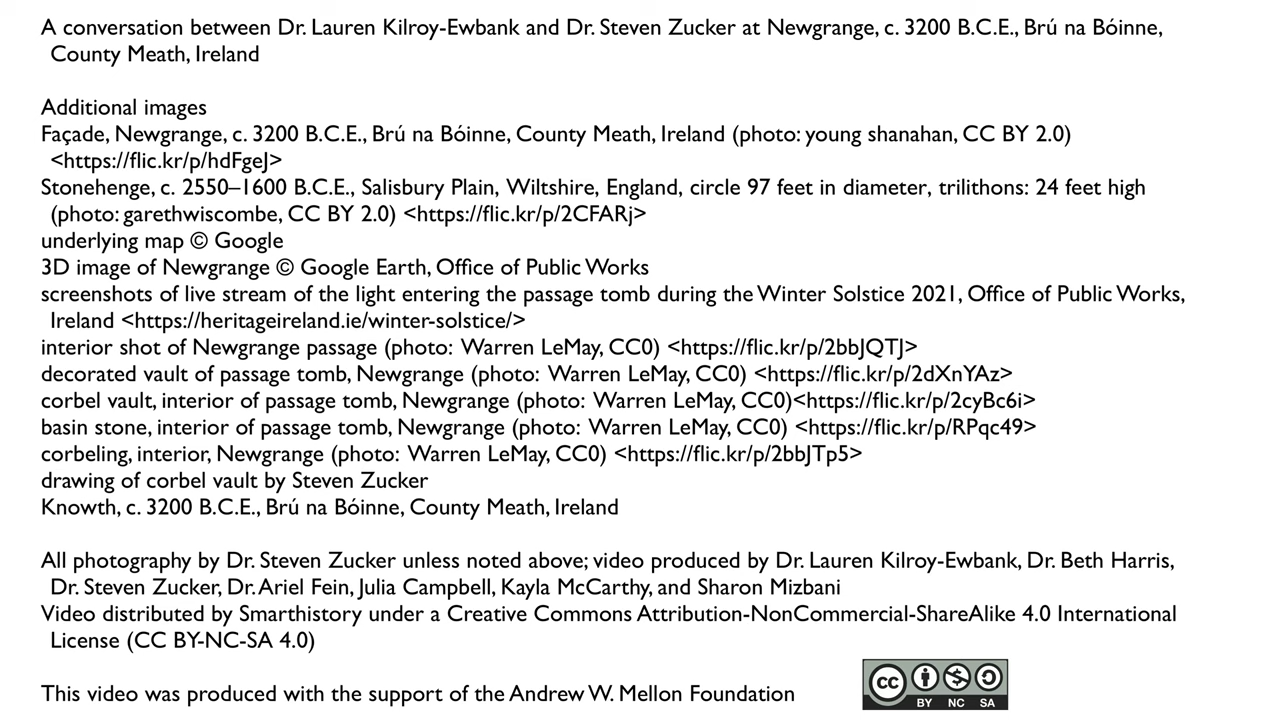 A conversation between Dr. Lauren Kilroy-Ewbank and Dr. Steven Zucker at Newgrange, c. 3200 B.C.E., Brú na Bóinne,
County Meath, Ireland
Additional images
Façade, Newgrange, c. 3200 B.C.E., Brú na Bóinne, County Meath, Ireland (photo: young shanahan, CC BY 2.0)
<https://flic.kr/p/hdFgeJ>
Stonehenge, c. 2550–1600 B.C.E., Salisbury Plain, Wiltshire, England, circle 97 feet in diameter, trilithons: 24 feet high
(photo: garethwiscombe, CC BY 2.0) <https://flic.kr/p/2CFARj>
underlying map © Google
3D image of Newgrange © Google Earth, Office of Public Works
screenshots of live stream of the light entering the passage tomb during the Winter Solstice 2021, Office of Public Works,
Ireland <https://heritageireland.ie/winter-solstice/>
interior shot of Newgrange passage (photo: Warren LeMay, CC0) <https://flic.kr/p/2bbJQTJ>
decorated vault of passage tomb, Newgrange (photo: Warren LeMay, CC0) <https://flic.kr/p/2dXnYAz>
corbel vault, interior of passage tomb, Newgrange (photo: Warren LeMay, CC0)<https://flic.kr/p/2cyBc6i>
basin stone, interior of passage tomb, Newgrange (photo: Warren LeMay, CC0) <https://flic.kr/p/RPqc49>
corbeling, interior, Newgrange (photo: Warren LeMay, CC0) <https://flic.kr/p/2bbJTp5>
drawing of corbel vault by Steven Zucker
Knowth, c. 3200 B.C.E., Brú na Bóinne, County Meath, Ireland
All photography by Dr. Steven Zucker unless noted above; video produced by Dr. Lauren Kilroy-Ewbank, Dr. Beth Harris,
Dr. Steven Zucker, Dr. Ariel Fein, Julia Campbell, Kayla McCarthy, and Sharon Mizbani
Video distributed by Smarthistory under a Creative Commons Attribution-NonCommercial-ShareAlike 4.0 International
License (CC BY-NC-SA 4.0)
This video was produced with the support of the Andrew W. Mellon Foundation
cc BY NC SA